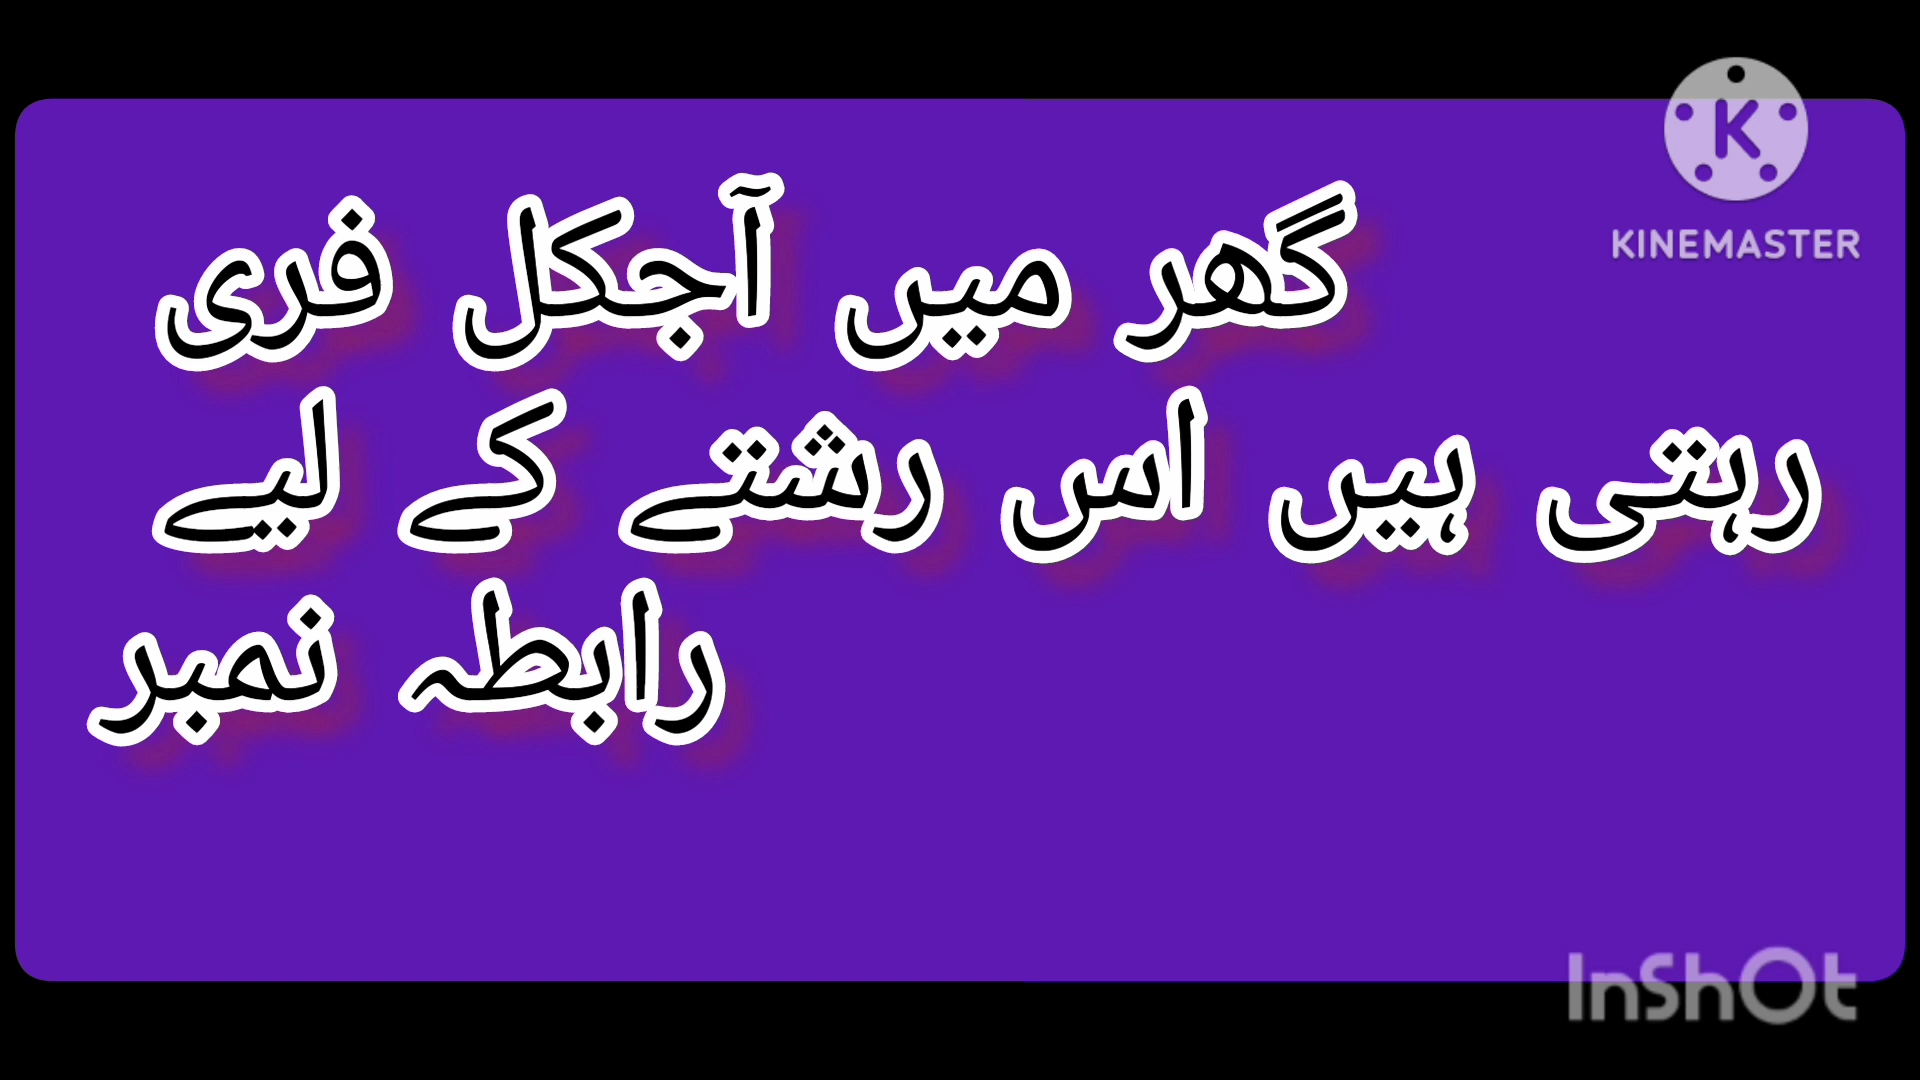 KINEMASTER
گھر میں آجکل فری
رہتی ہیں اس رشتے کے لیے
رابطہ نمبر
InShOt